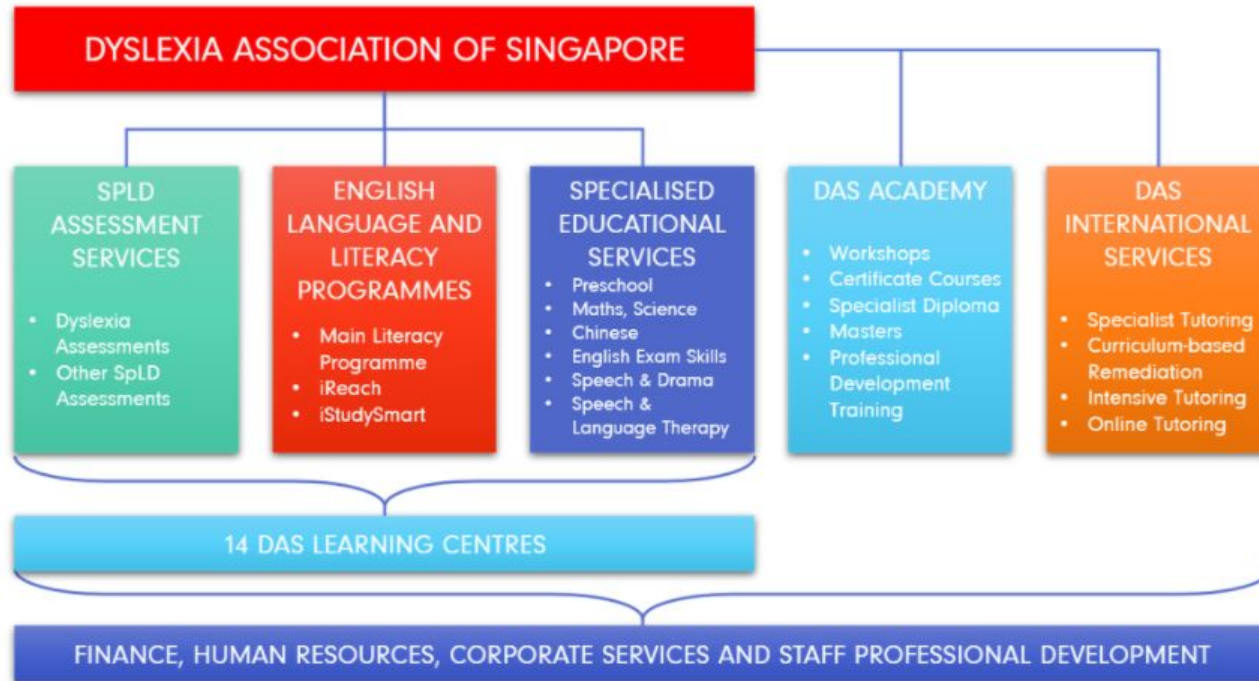 DYSLEXIA ASSOCIATION OF SINGAPORE
SPLD
ASSESSMENT
SERVICES
• Dyslexia
Assessments
• Other SpLD
Assessments
ENGLISH
LANGUAGE AND
LITERACY
PROGRAMMES
• Main Literacy
Programme
• iReach
• iStudySmart
SPECIALISED
EDUCATIONAL
SERVICES
• Preschool
• Maths, Science
• Chinese
• English Exam Skills
• Speech & Drama
• Speech &
Language Therapy
DAS ACADEMY
• Workshops
• Certificate Courses
• Specialist Diploma
• Masters
• Professional
Development
Training
DAS
INTERNATIONAL
SERVICES
• Specialist Tutoring
• Curriculum-based
Remediation
• Intensive Tutoring
• Online Tutoring
14 DAS LEARNING CENTRES
FINANCE, HUMAN RESOURCES, CORPORATE SERVICES AND STAFF PROFESSIONAL DEVELOPMENT